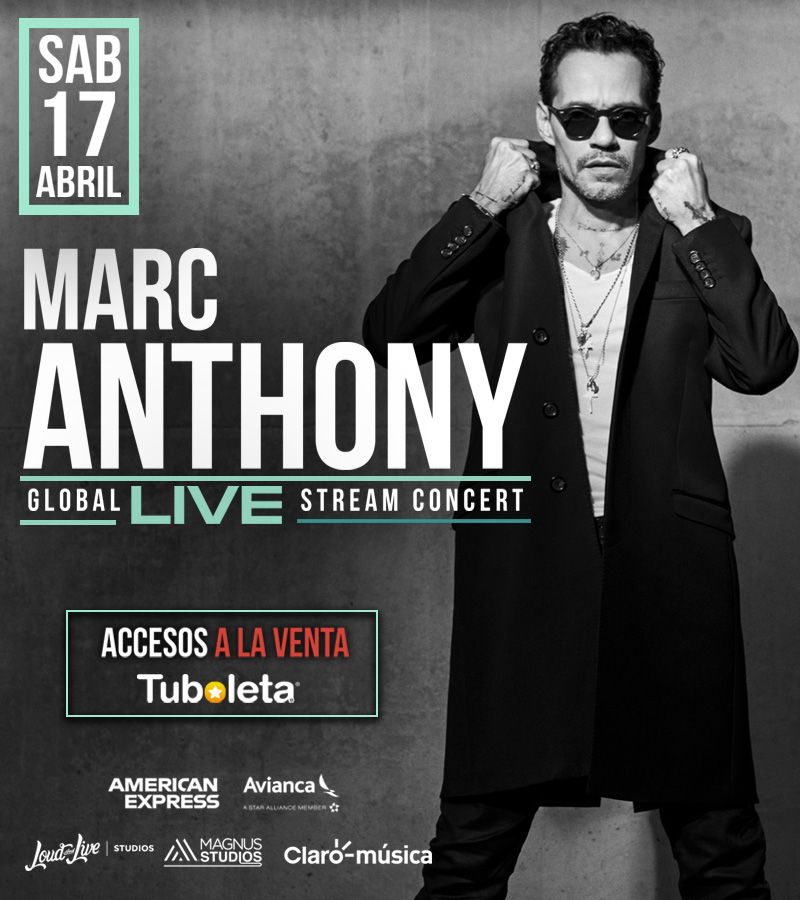 SAB
17
ABRIL
MARC
ANTHONY
GLOBAL LIVE STREAM CONCERT
ACCESOS A LA VENTA
Tuboleta
AMERICAN
EXPRESS
Avianca
A STAR ALLIANCE MEMBER
Loud and Live | STUDIOS
MAGNUS
STUDIOS
Claro-música